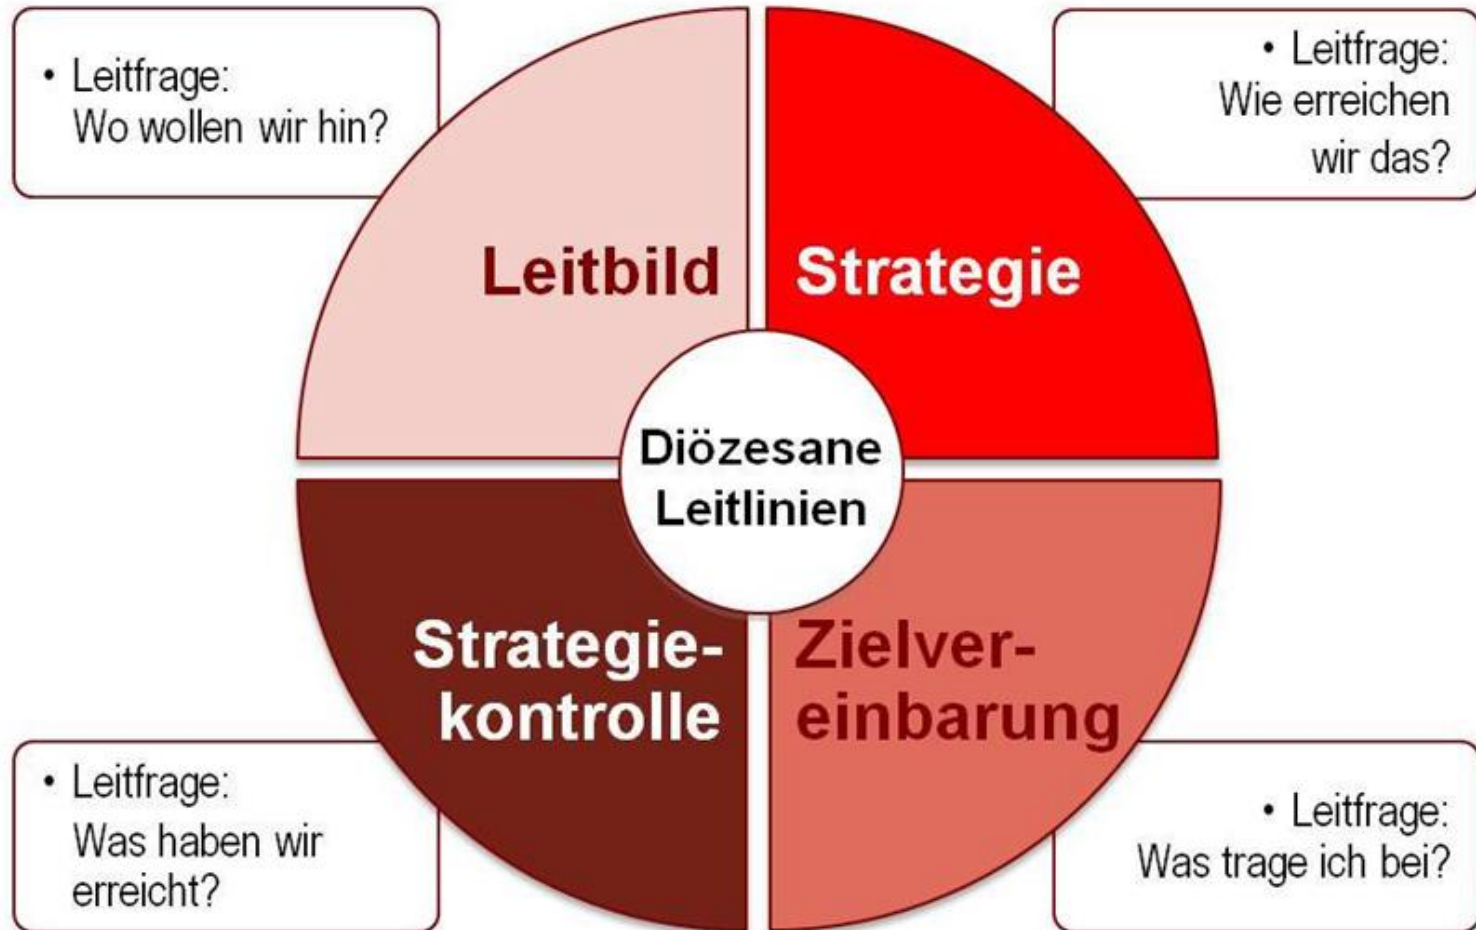 • Leitfrage:
Wo wollen wir hin?
• Leitfrage:
Wie erreichen
wir das?
Leitbild
Strategie
Diözesane
Leitlinien
Strategie-
kontrolle
Zielver-
einbarung
• Leitfrage:
Was haben wir
erreicht?
• Leitfrage:
Was trage ich bei?